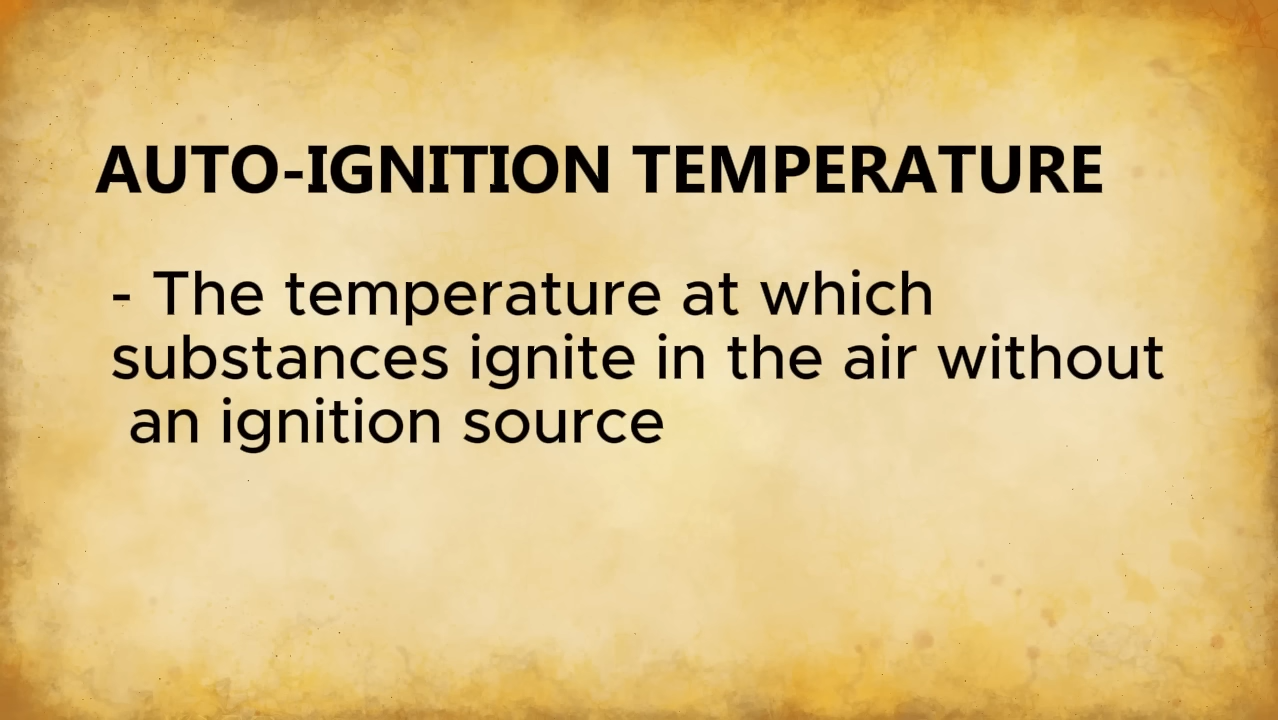 AUTO-IGNITION TEMPERATURE
- The temperature at which
substances ignite in the air without
an ignition source